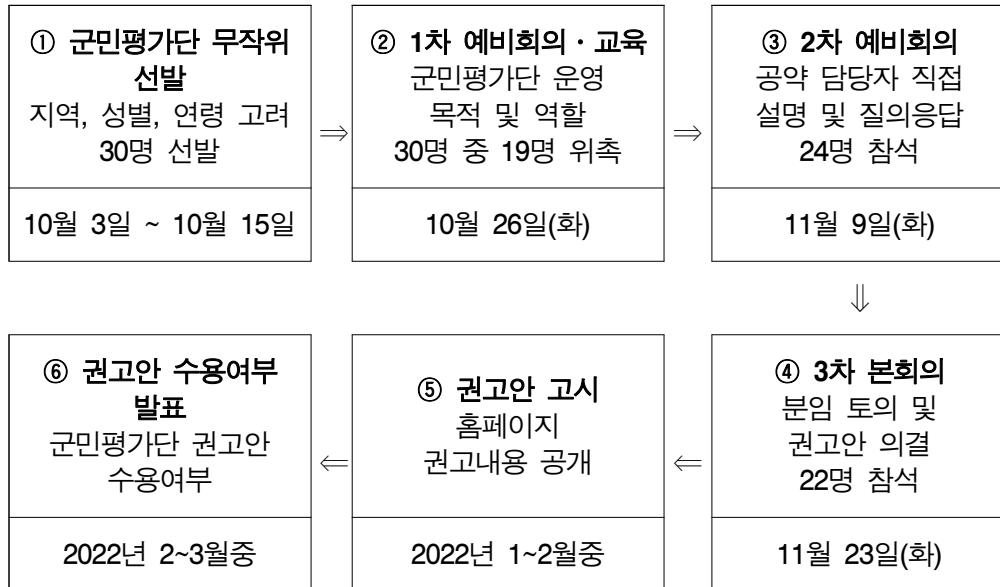 ① 군민평가단 무작위
선발
지역, 성별, 연령 고려
30명 선발
10월 3일 ~ 10월 15일
⇒
② 1차 예비회의·교육
군민평가단 운영
목적 및 역할
30명 중 19명 위촉
10월 26일(화)
⇒
③ 2차 예비회의
공약 담당자 직접
설명 및 질의응답
24명 참석
11월 9일(화)
⇓
④ 3차 본회의
분임 토의 및
권고안 의결
22명 참석
11월 23일(화)
⇐
⑤ 권고안 고시
홈페이지
권고내용 공개
2022년 1~2월중
⇐
⑥ 권고안 수용여부
발표
군민평가단 권고안
수용여부
2022년 2~3월중